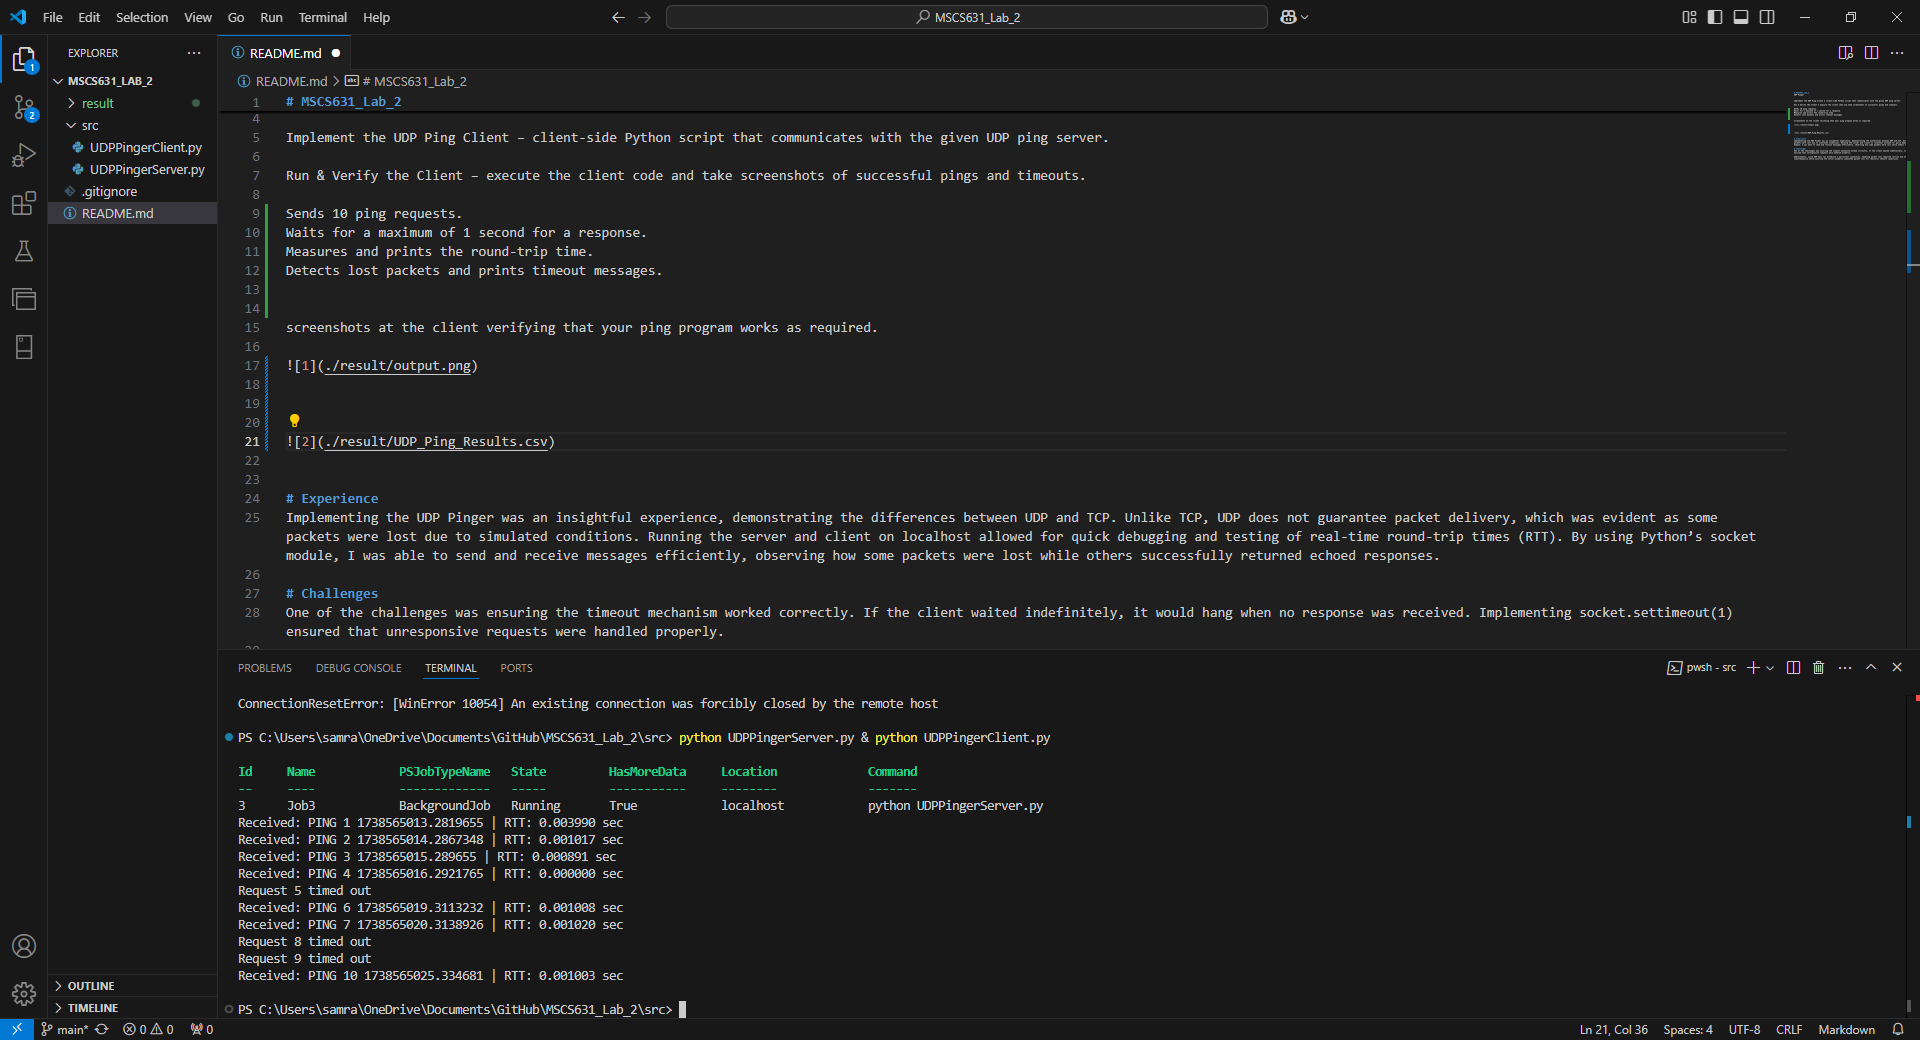 File Edit Selection View Go Run Terminal Help
MSCS631_Lab_2
EXPLORER
MSCS631_LAB_2
result
src
UDPPingerClient.py
UDPPingerServer.py
.gitignore
README.md
OUTLINE
TIMELINE
1
2
README.md
README.md > # MSCS631_Lab_2
1 # MSCS631_Lab_2
4
5 Implement the UDP Ping Client – client-side Python script that communicates with the given UDP ping server.
6
7 Run & Verify the Client – execute the client code and take screenshots of successful pings and timeouts.
8
9 Sends 10 ping requests.
10 Waits for a maximum of 1 second for a response.
11 Measures and prints the round-trip time.
12 Detects lost packets and prints timeout messages.
13
14
15 screenshots at the client verifying that your ping program works as required.
16
17 ![1](./result/output.png)
18
19
20
21 ![2](./result/UDP_Ping_Results.csv)
22
23
24 # Experience
25 Implementing the UDP Pinger was an insightful experience, demonstrating the differences between UDP and TCP. Unlike TCP, UDP does not guarantee packet delivery, which was evident as some
packets were lost due to simulated conditions. Running the server and client on localhost allowed for quick debugging and testing of real-time round-trip times (RTT). By using Python’s socket
module, I was able to send and receive messages efficiently, observing how some packets were lost while others successfully returned echoed responses.
26
27 # Challenges
28 One of the challenges was ensuring the timeout mechanism worked correctly. If the client waited indefinitely, it would hang when no response was received. Implementing socket.settimeout(1)
ensured that unresponsive requests were handled properly.
PROBLEMS DEBUG CONSOLE TERMINAL PORTS
pwsh - src
ConnectionResetError: [WinError 10054] An existing connection was forcibly closed by the remote host
PS C:\Users\samra\OneDrive\Documents\GitHub\MSCS631_Lab_2\src> python UDPPingerServer.py & python UDPPingerClient.py
Id Name PSJobTypeName State HasMoreData Location Command
-- ---- ------------- ----- ----------- -------- -------
3 Job3 BackgroundJob Running True localhost python UDPPingerServer.py
Received: PING 1 1738565013.2819655 | RTT: 0.003990 sec
Received: PING 2 1738565014.2867348 | RTT: 0.001017 sec
Received: PING 3 1738565015.289655 | RTT: 0.000891 sec
Received: PING 4 1738565016.2921765 | RTT: 0.000000 sec
Request 5 timed out
Received: PING 6 1738565019.3113232 | RTT: 0.001008 sec
Received: PING 7 1738565020.3138926 | RTT: 0.001020 sec
Request 8 timed out
Request 9 timed out
Received: PING 10 1738565025.334681 | RTT: 0.001003 sec
PS C:\Users\samra\OneDrive\Documents\GitHub\MSCS631_Lab_2\src>
main* 0 0 0
Ln 21, Col 36 Spaces: 4 UTF-8 CRLF Markdown